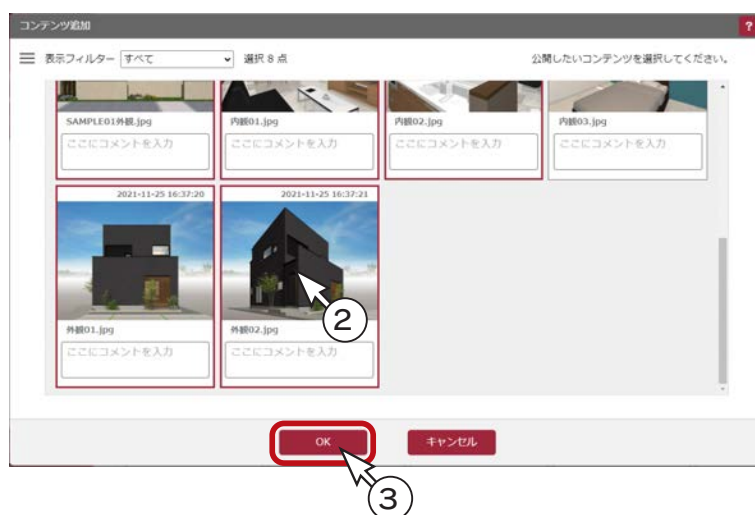 コンテンツ追加
?
表示フィルター すべて 選択 8 点 公開したいコンテンツを選択してください。
SAMPLE01外観.jpg 内観01.jpg 内観02.jpg 内観03.jpg
ここにコメントを入力 ここにコメントを入力 ここにコメントを入力 ここにコメントを入力
2021-11-25 16:37:20 2021-11-25 16:37:21
②
外観01.jpg 外観02.jpg
ここにコメントを入力 ここにコメントを入力
OK キャンセル
③